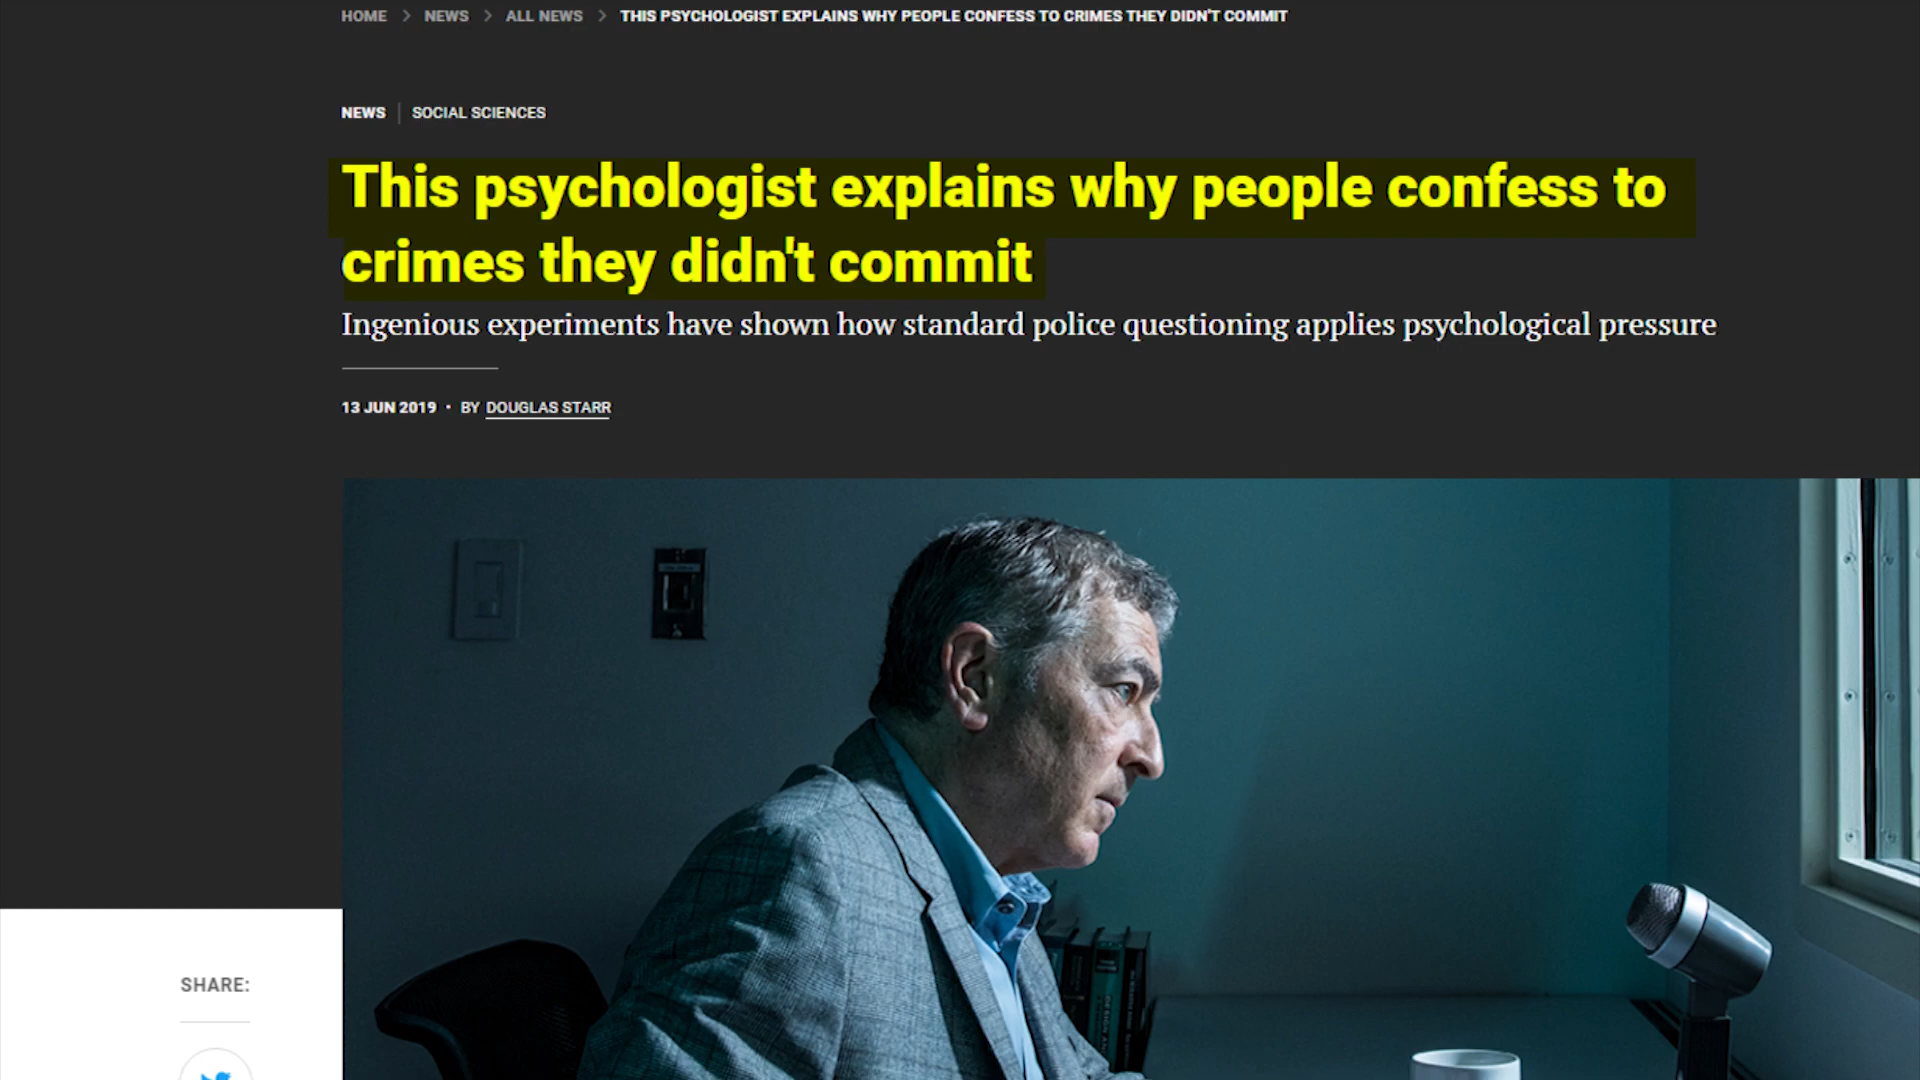 HOME > NEWS > ALL NEWS > THIS PSYCHOLOGIST EXPLAINS WHY PEOPLE CONFESS TO CRIMES THEY DIDN'T COMMIT
NEWS | SOCIAL SCIENCES
This psychologist explains why people confess to
crimes they didn't commit
Ingenious experiments have shown how standard police questioning applies psychological pressure
13 JUN 2019 • BY DOUGLAS STARR
SHARE: